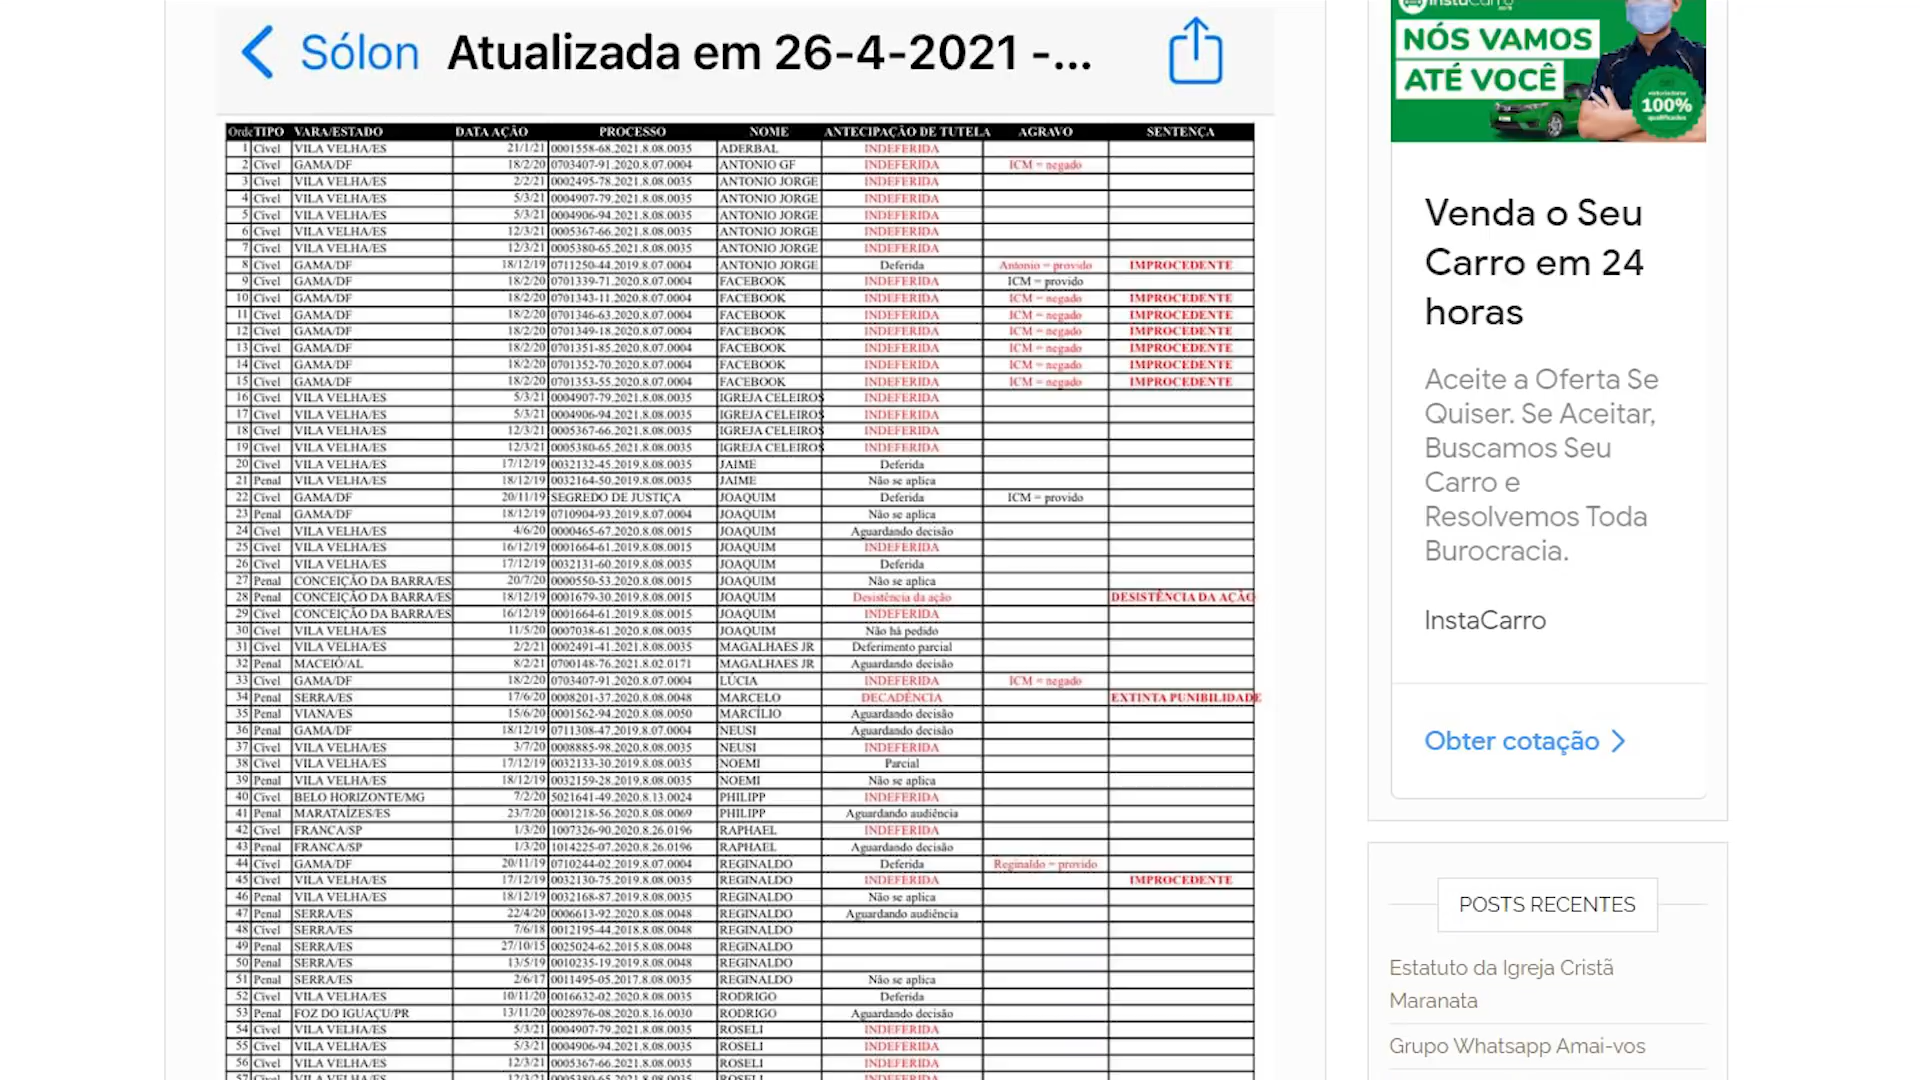 Sólon Atualizada em 26-4-2021 -...
Orde TIPO VARA/ESTADO DATA AÇÃO PROCESSO NOME ANTECIPAÇÃO DE TUTELA AGRAVO SENTENÇA
1 Cível VILA VELHA/ES 21/1/21 0001558-68.2021.8.08.0035 ADERBAL INDEFERIDA
2 Cível GAMA/DF 18/2/20 0703407-91.2020.8.07.0004 ANTONIO GF INDEFERIDA ICM = negado
3 Cível VILA VELHA/ES 2/2/21 0002495-78.2021.8.08.0035 ANTONIO JORGE INDEFERIDA
4 Cível VILA VELHA/ES 5/3/21 0004907-79.2021.8.08.0035 ANTONIO JORGE INDEFERIDA
5 Cível VILA VELHA/ES 5/3/21 0004906-94.2021.8.08.0035 ANTONIO JORGE INDEFERIDA
6 Cível VILA VELHA/ES 12/3/21 0005367-66.2021.8.08.0035 ANTONIO JORGE INDEFERIDA
7 Cível VILA VELHA/ES 12/3/21 0005380-65.2021.8.08.0035 ANTONIO JORGE INDEFERIDA
8 Cível GAMA/DF 18/12/19 0711250-44.2019.8.07.0004 ANTONIO JORGE Deferida Antonio = provido IMPROCEDENTE
9 Cível GAMA/DF 18/2/20 0701339-71.2020.8.07.0004 FACEBOOK INDEFERIDA ICM = provido
10 Cível GAMA/DF 18/2/20 0701343-11.2020.8.07.0004 FACEBOOK INDEFERIDA ICM = negado IMPROCEDENTE
11 Cível GAMA/DF 18/2/20 0701346-63.2020.8.07.0004 FACEBOOK INDEFERIDA ICM = negado IMPROCEDENTE
12 Cível GAMA/DF 18/2/20 0701349-18.2020.8.07.0004 FACEBOOK INDEFERIDA ICM = negado IMPROCEDENTE
13 Cível GAMA/DF 18/2/20 0701351-85.2020.8.07.0004 FACEBOOK INDEFERIDA ICM = negado IMPROCEDENTE
14 Cível GAMA/DF 18/2/20 0701352-70.2020.8.07.0004 FACEBOOK INDEFERIDA ICM = negado IMPROCEDENTE
15 Cível GAMA/DF 18/2/20 0701353-55.2020.8.07.0004 FACEBOOK INDEFERIDA ICM = negado IMPROCEDENTE
16 Cível VILA VELHA/ES 5/3/21 0004907-79.2021.8.08.0035 IGREJA CELEIROS INDEFERIDA
17 Cível VILA VELHA/ES 5/3/21 0004906-94.2021.8.08.0035 IGREJA CELEIROS INDEFERIDA
18 Cível VILA VELHA/ES 12/3/21 0005367-66.2021.8.08.0035 IGREJA CELEIROS INDEFERIDA
19 Cível VILA VELHA/ES 12/3/21 0005380-65.2021.8.08.0035 IGREJA CELEIROS INDEFERIDA
20 Cível VILA VELHA/ES 17/12/19 0032132-45.2019.8.08.0035 JAIME Deferida
21 Penal VILA VELHA/ES 18/12/19 0032164-50.2019.8.08.0035 JAIME Não se aplica
22 Cível GAMA/DF 20/11/19 SEGREDO DE JUSTIÇA JOAQUIM Deferida ICM = provido
23 Penal GAMA/DF 18/12/19 0710904-93.2019.8.07.0004 JOAQUIM Não se aplica
24 Cível VILA VELHA/ES 4/6/20 0000465-67.2020.8.08.0015 JOAQUIM Aguardando decisão
25 Cível VILA VELHA/ES 16/12/19 0001664-61.2019.8.08.0015 JOAQUIM INDEFERIDA
26 Cível VILA VELHA/ES 17/12/19 0032131-60.2019.8.08.0035 JOAQUIM Deferida
27 Penal CONCEIÇÃO DA BARRA/ES 20/7/20 0000550-53.2020.8.08.0015 JOAQUIM Não se aplica
28 Penal CONCEIÇÃO DA BARRA/ES 18/12/19 0001679-30.2019.8.08.0015 JOAQUIM Desistência da ação DESISTÊNCIA DA AÇÃO
29 Cível CONCEIÇÃO DA BARRA/ES 16/12/19 0001664-61.2019.8.08.0015 JOAQUIM INDEFERIDA
30 Cível VILA VELHA/ES 11/5/20 0007038-61.2020.8.08.0035 JOAQUIM Não há pedido
31 Cível VILA VELHA/ES 2/2/21 0002491-41.2021.8.08.0035 MAGALHAES JR Deferimento parcial
32 Penal MACEIÓ/AL 8/2/21 0700148-76.2021.8.02.0171 MAGALHAES JR Aguardando decisão
33 Cível GAMA/DF 18/2/20 0703407-91.2020.8.07.0004 LÚCIA INDEFERIDA ICM = negado
34 Penal SERRA/ES 17/6/20 0008201-37.2020.8.08.0048 MARCELO DECADÊNCIA EXTINTA PUNIBILIDADE
35 Penal VIANA/ES 15/6/20 0001562-94.2020.8.08.0050 MARCÍLIO Aguardando decisão
36 Penal GAMA/DF 18/12/19 0711308-47.2019.8.07.0004 NEUSI Aguardando decisão
37 Cível VILA VELHA/ES 3/7/20 0008885-98.2020.8.08.0035 NEUSI INDEFERIDA
38 Cível VILA VELHA/ES 17/12/19 0032133-30.2019.8.08.0035 NOEMI Parcial
39 Penal VILA VELHA/ES 18/12/19 0032159-28.2019.8.08.0035 NOEMI Não se aplica
40 Cível BELO HORIZONTE/MG 7/2/20 5021641-49.2020.8.13.0024 PHILIPP INDEFERIDA
41 Penal MARATAÍZES/ES 23/7/20 0001218-56.2020.8.08.0069 PHILIPP Aguardando audiência
42 Cível FRANCA/SP 1/3/20 1007326-90.2020.8.26.0196 RAPHAEL INDEFERIDA
43 Penal FRANCA/SP 1/3/20 1014225-07.2020.8.26.0196 RAPHAEL Aguardando decisão
44 Cível GAMA/DF 20/11/19 0710244-02.2019.8.07.0004 REGINALDO Deferida Reginaldo = provido
45 Cível VILA VELHA/ES 17/12/19 0032130-75.2019.8.08.0035 REGINALDO INDEFERIDA IMPROCEDENTE
46 Penal VILA VELHA/ES 18/12/19 0032168-87.2019.8.08.0035 REGINALDO Não se aplica
47 Penal SERRA/ES 22/4/20 0006613-92.2020.8.08.0048 REGINALDO Aguardando audiência
48 Cível SERRA/ES 7/6/18 0012195-44.2018.8.08.0048 REGINALDO
49 Penal SERRA/ES 27/10/15 0025024-62.2015.8.08.0048 REGINALDO
50 Penal SERRA/ES 13/5/19 0010235-19.2019.8.08.0048 REGINALDO
51 Penal SERRA/ES 2/6/17 0011495-05.2017.8.08.0035 REGINALDO Não se aplica
52 Cível VILA VELHA/ES 10/11/20 0016632-02.2020.8.08.0035 RODRIGO Deferida
53 Penal FOZ DO IGUAÇU/PR 13/11/20 0028976-08.2020.8.16.0030 RODRIGO Aguardando decisão
54 Cível VILA VELHA/ES 5/3/21 0004907-79.2021.8.08.0035 ROSELI INDEFERIDA
55 Cível VILA VELHA/ES 5/3/21 0004906-94.2021.8.08.0035 ROSELI INDEFERIDA
56 Cível VILA VELHA/ES 12/3/21 0005367-66.2021.8.08.0035 ROSELI INDEFERIDA
57 Cível VILA VELHA/ES 12/3/21 0005380-65.2021.8.08.0035 ROSELI INDEFERIDA
InstaCarro
NÓS VAMOS
ATÉ VOCÊ
100%
Venda o Seu
Carro em 24
horas
Aceite a Oferta Se
Quiser. Se Aceitar,
Buscamos Seu
Carro e
Resolvemos Toda
Burocracia.
InstaCarro
Obter cotação
POSTS RECENTES
Estatuto da Igreja Cristã
Maranata
Grupo Whatsapp Amai-vos